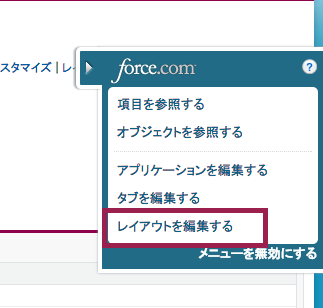 スタマイズ | レ
force.com
?
項目を参照する
オブジェクトを参照する
アプリケーションを編集する
タブを編集する
レイアウトを編集する
メニューを無効にする